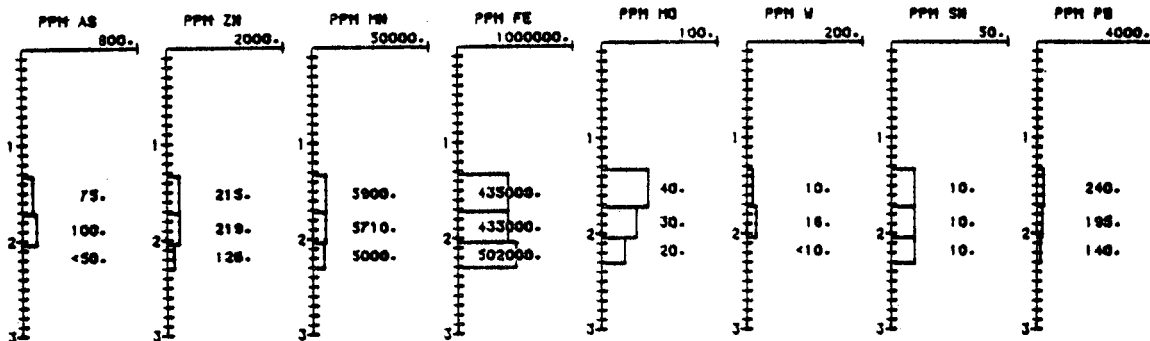 PPM AS PPM ZN PPM MN PPM FE PPM MO PPM W PPM SN PPM PB
800. 2000. 50000. 1000000. 100. 200. 50. 4000.
1 1 1 1 1 1 1 1
75. 215. 5900. 435000. 40. 10. 10. 240.
100. 219. 5710. 433000. 30. 16. 10. 195.
2 2 2 2 2 2 2 2
<50. 126. 5000. 502000. 20. <10. 10. 140.
3 3 3 3 3 3 3 3